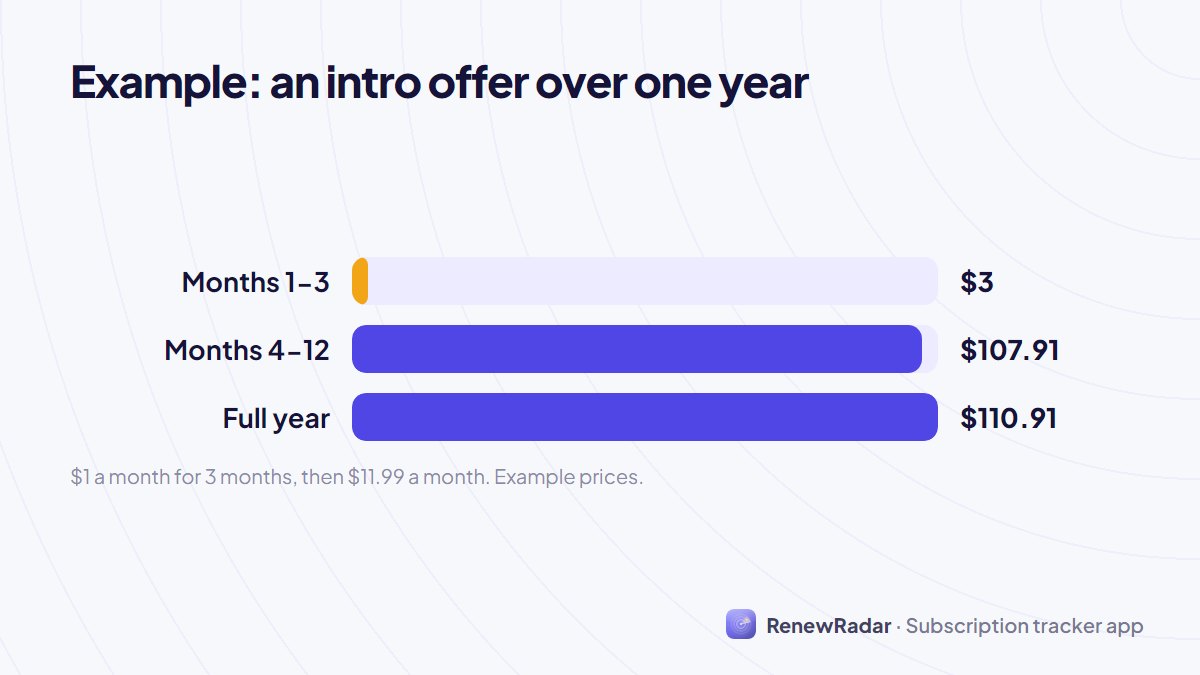 Example: an intro offer over one year
Months 1–3 $3
Months 4–12 $107.91
Full year $110.91
$1 a month for 3 months, then $11.99 a month. Example prices.
RenewRadar · Subscription tracker app